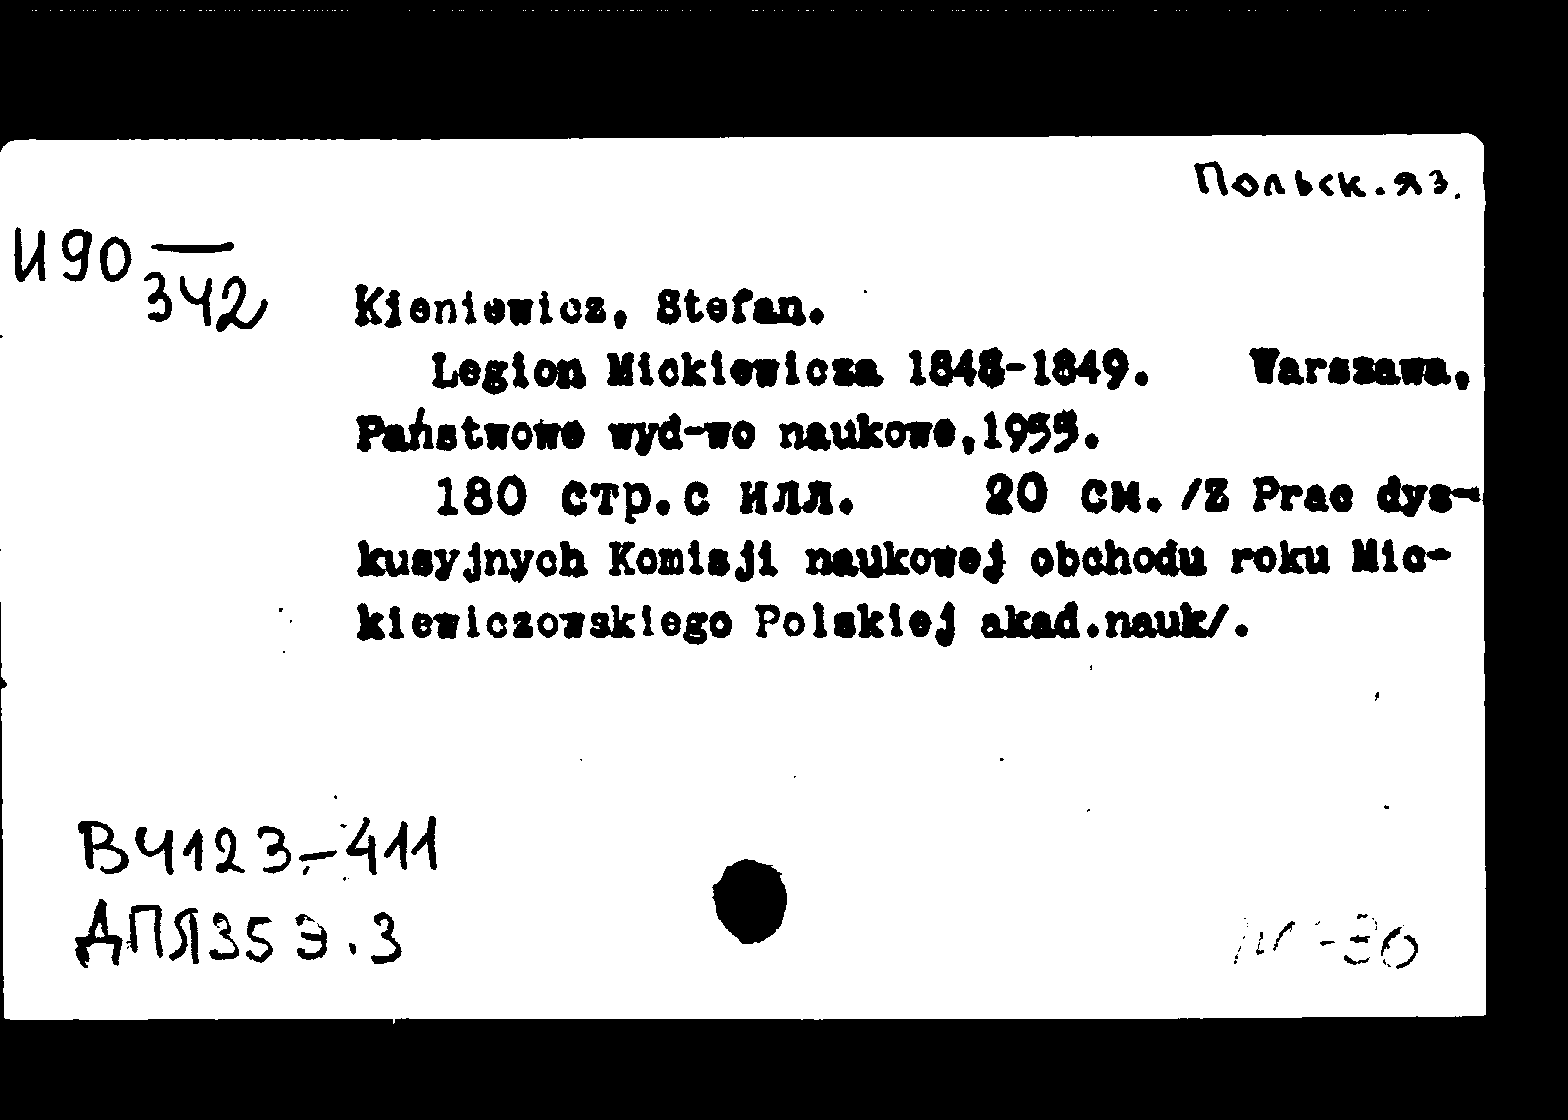 Польск. яз.
И90 —
342
Kieniewicz, Stefan.
Legion Mickiewicza 1848-1849. Warszawa,
Państwowe wyd-wo naukowe, 1955.
180 стр. с илл. 20 см. /Z Prac dys-
kusyjnych Komisji naukowej obchodu roku Mic-
kiewiczowskiego Polskiej akad. nauk/.
ВЧ123-411
ДПЯ35 Э.3